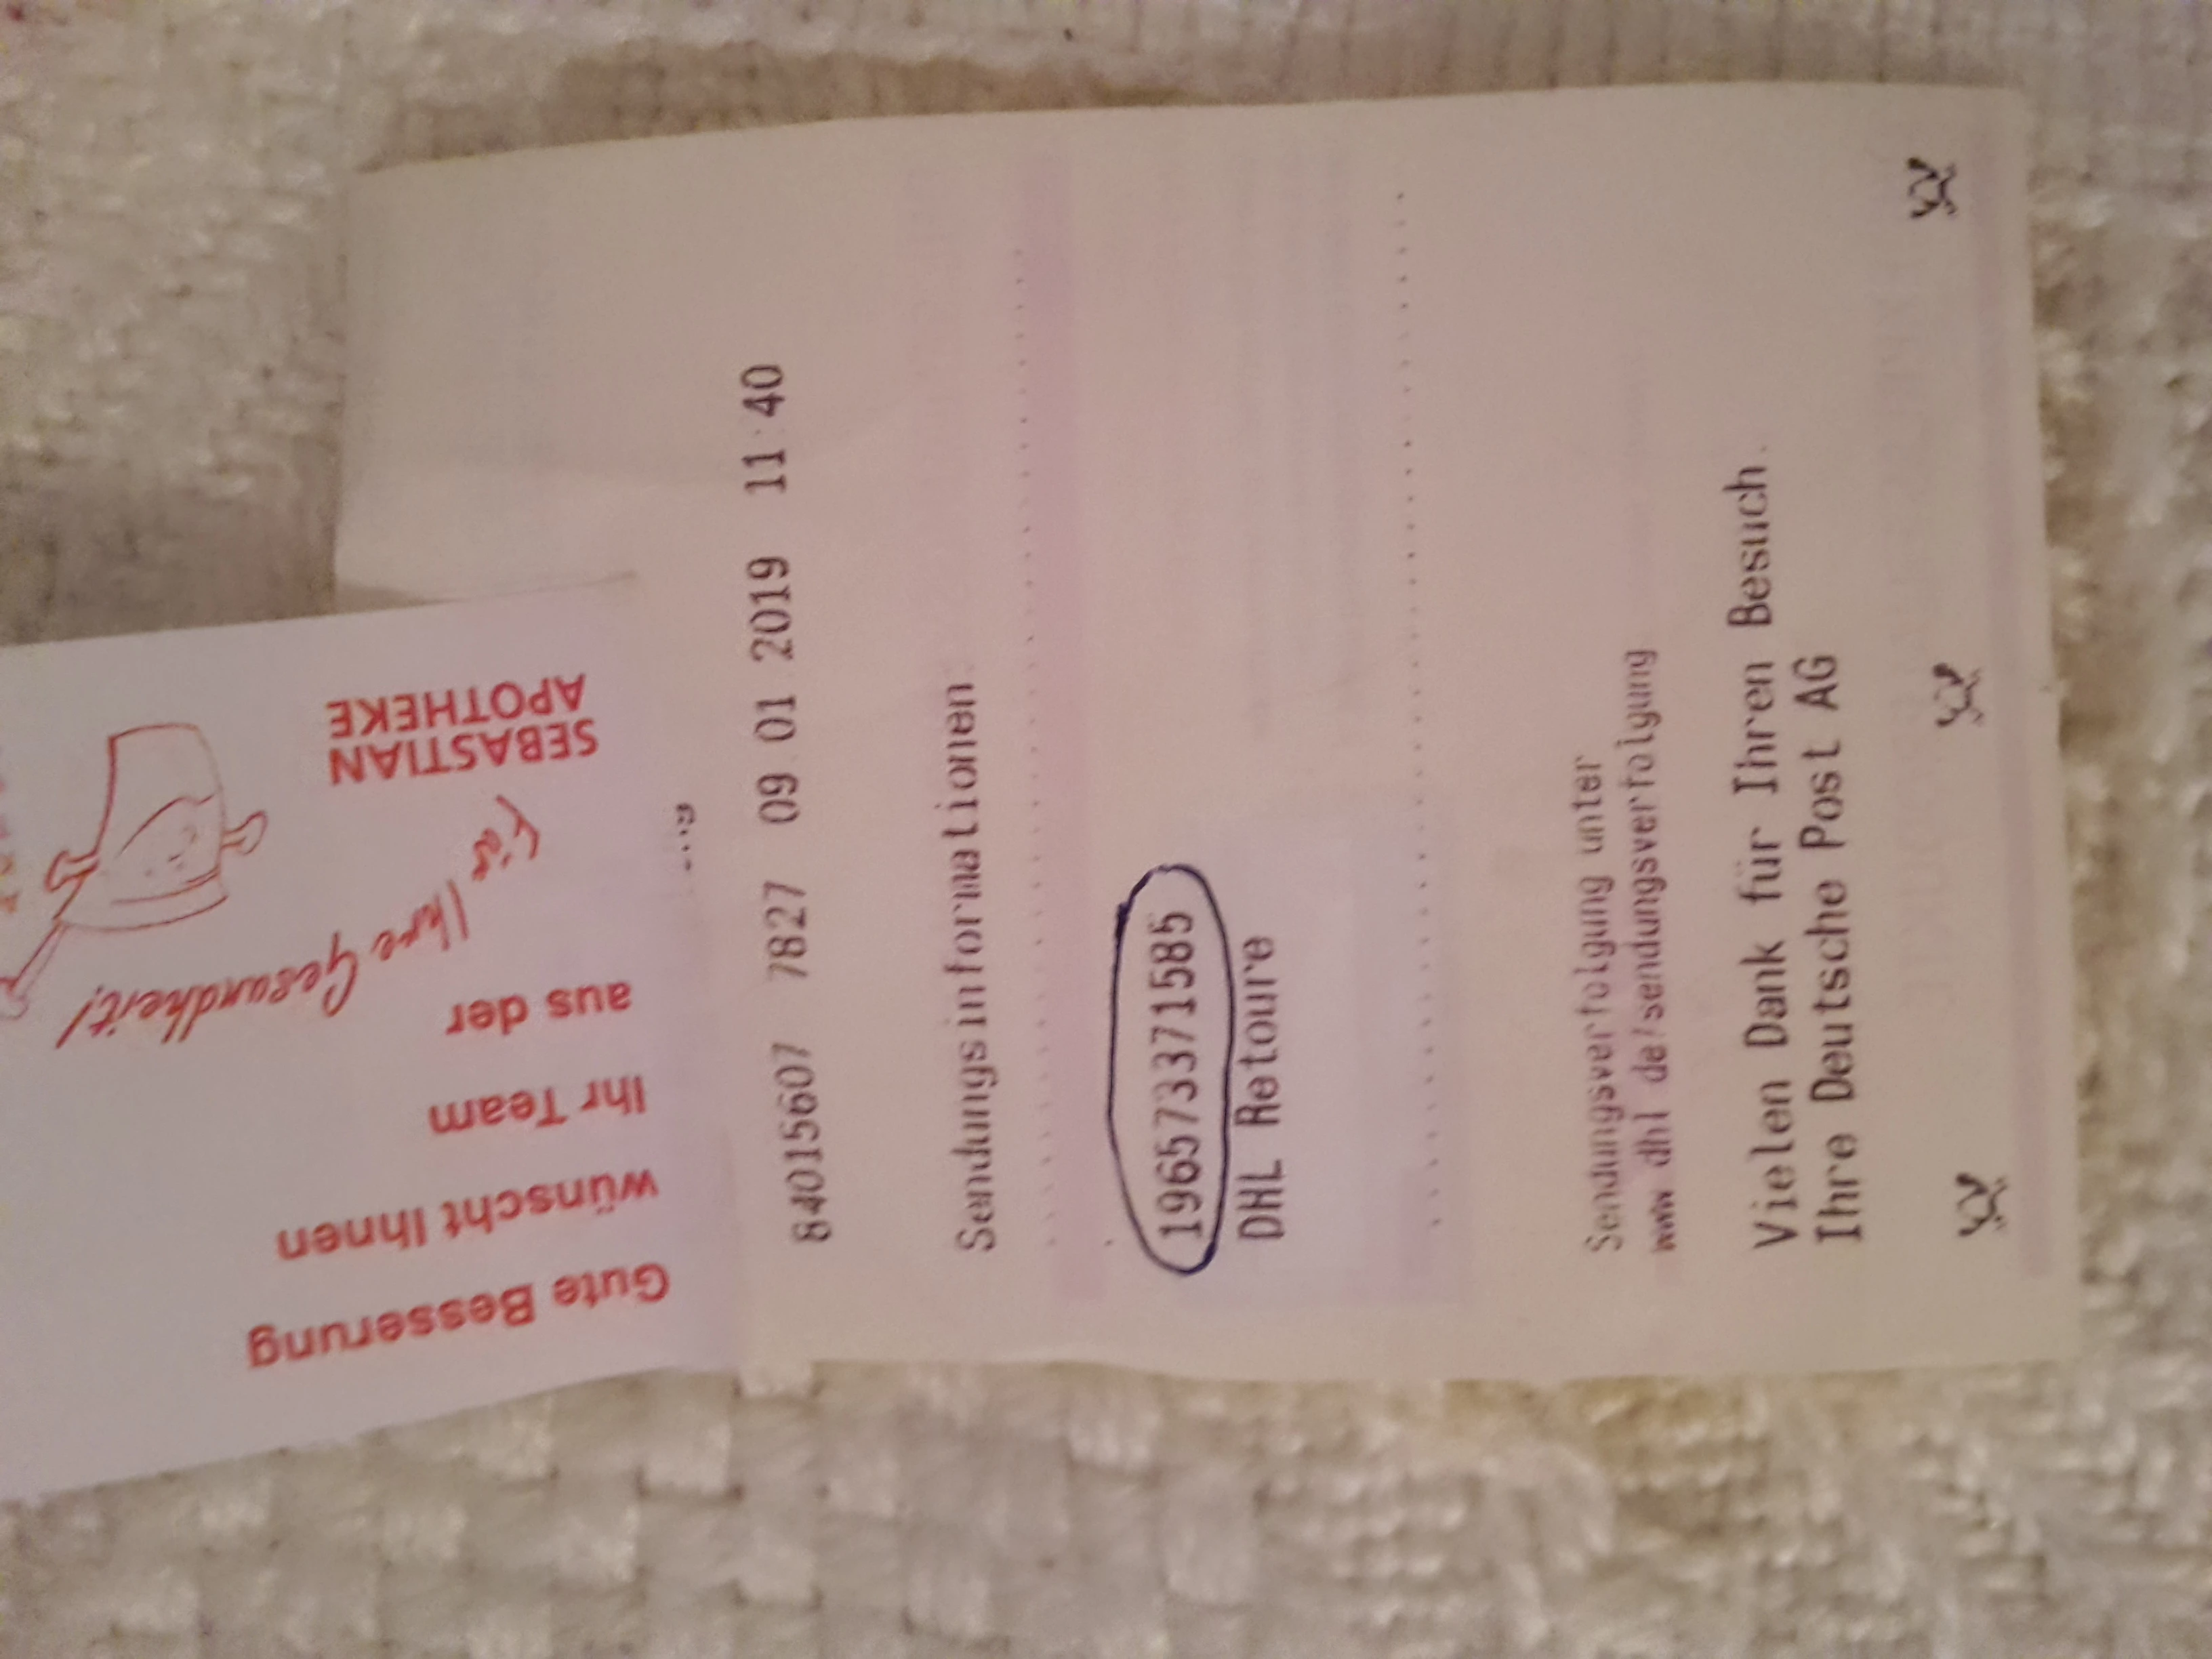 84015607 7827 09 01 2019 11 40
Sendungsinformationen:
196573371585
DHL Retoure
Sendungsverfolgung unter
www dhl de/sendungsverfolgung
Vielen Dank für Ihren Besuch.
Ihre Deutsche Post AG
Gute Besserung
wünscht Ihnen
Ihr Team
aus der
SEBASTIAN
APOTHEKE
Für
Ihre Gesundheit!